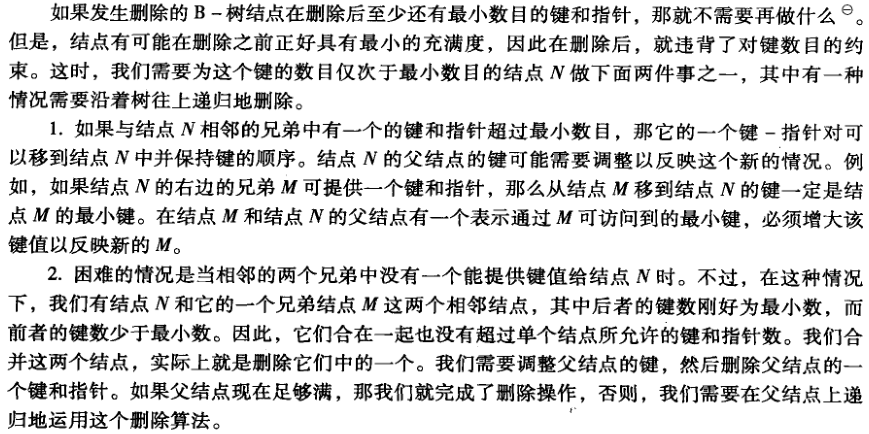 如果发生删除的B-树结点在删除后至少还有最小数目的键和指针，那就不需要再做什么㊀。
但是，结点有可能在删除之前正好具有最小的充满度，因此在删除后，就违背了对键数目的约
束。这时，我们需要为这个键的数目仅次于最小数目的结点 N 做下面两件事之一，其中有一种
情况需要沿着树往上递归地删除。
1. 如果与结点 N 相邻的兄弟中有一个的键和指针超过最小数目，那它的一个键-指针对可
以移到结点 N 中并保持键的顺序。结点 N 的父结点的键可能需要调整以反映这个新的情况。例
如，如果结点 N 的右边的兄弟 M 可提供一个键和指针，那么从结点 M 移到结点 N 的键一定是结
点 M 的最小键。在结点 M 和结点 N 的父结点有一个表示通过 M 可访问到的最小键，必须增大该
键值以反映新的 M。
2. 困难的情况是当相邻的两个兄弟中没有一个能提供键值给结点 N 时。不过，在这种情况
下，我们有结点 N 和它的一个兄弟结点 M 这两个相邻结点，其中后者的键数刚好为最小数，而
前者的键数少于最小数。因此，它们合在一起也没有超过单个结点所允许的键和指针数。我们合
并这两个结点，实际上就是删除它们中的一个。我们需要调整父结点的键，然后删除父结点的一
个键和指针。如果父结点现在足够满，那我们就完成了删除操作，否则，我们需要在父结点上递
归地运用这个删除算法。